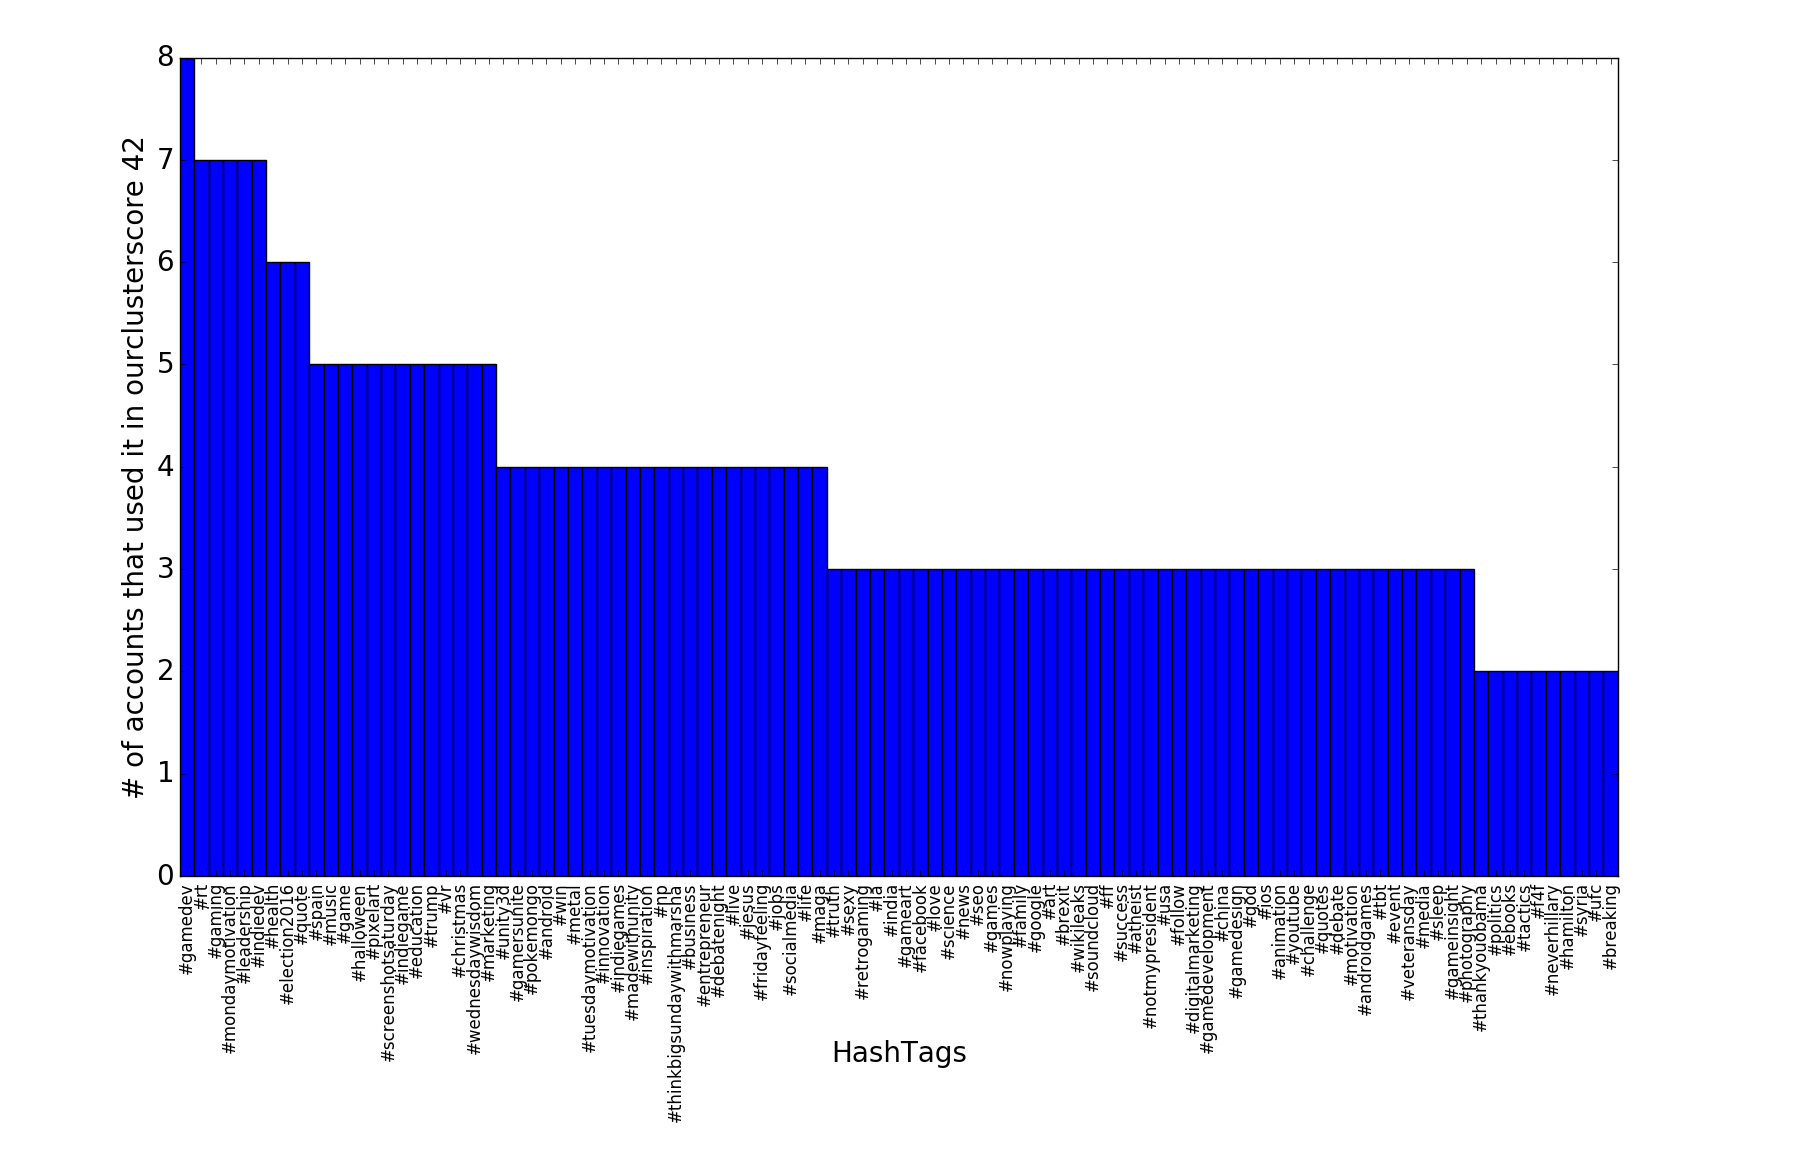 # of accounts that used it in ourclusterscore 42
8
7
6
5
4
3
2
1
0
#gamedev
#rt
#gaming
#mondaymotivation
#leadership
#indiedev
#health
#election2016
#quote
#spain
#music
#game
#halloween
#pixelart
#screenshotsaturday
#indiegame
#education
#trump
#vr
#christmas
#wednesdaywisdom
#marketing
#unity3d
#gamersunite
#pokemongo
#android
#win
#metal
#tuesdaymotivation
#innovation
#indiegames
#madewithunity
#inspiration
#np
#thinkbigsundaywithmarsha
#business
#entrepreneur
#debatenight
#live
#jesus
#fridayfeeling
#jobs
#socialmedia
#life
#maga
#truth
#sexy
#retrogaming
#la
#india
#gameart
#facebook
#love
#science
#news
#seo
#games
#nowplaying
#family
#google
#art
#brexit
#wikileaks
#soundcloud
#ff
#success
#atheist
#notmypresident
#usa
#follow
#digitalmarketing
#gamedevelopment
#china
#gamedesign
#god
#jos
#animation
#youtube
#challenge
#quotes
#debate
#motivation
#androidgames
#tbt
#event
#veteransday
#media
#sleep
#gameinsight
#photography
#thankyouobama
#politics
#ebooks
#tactics
#f4f
#neverhillary
#hamilton
#syria
#ufc
#breaking
HashTags